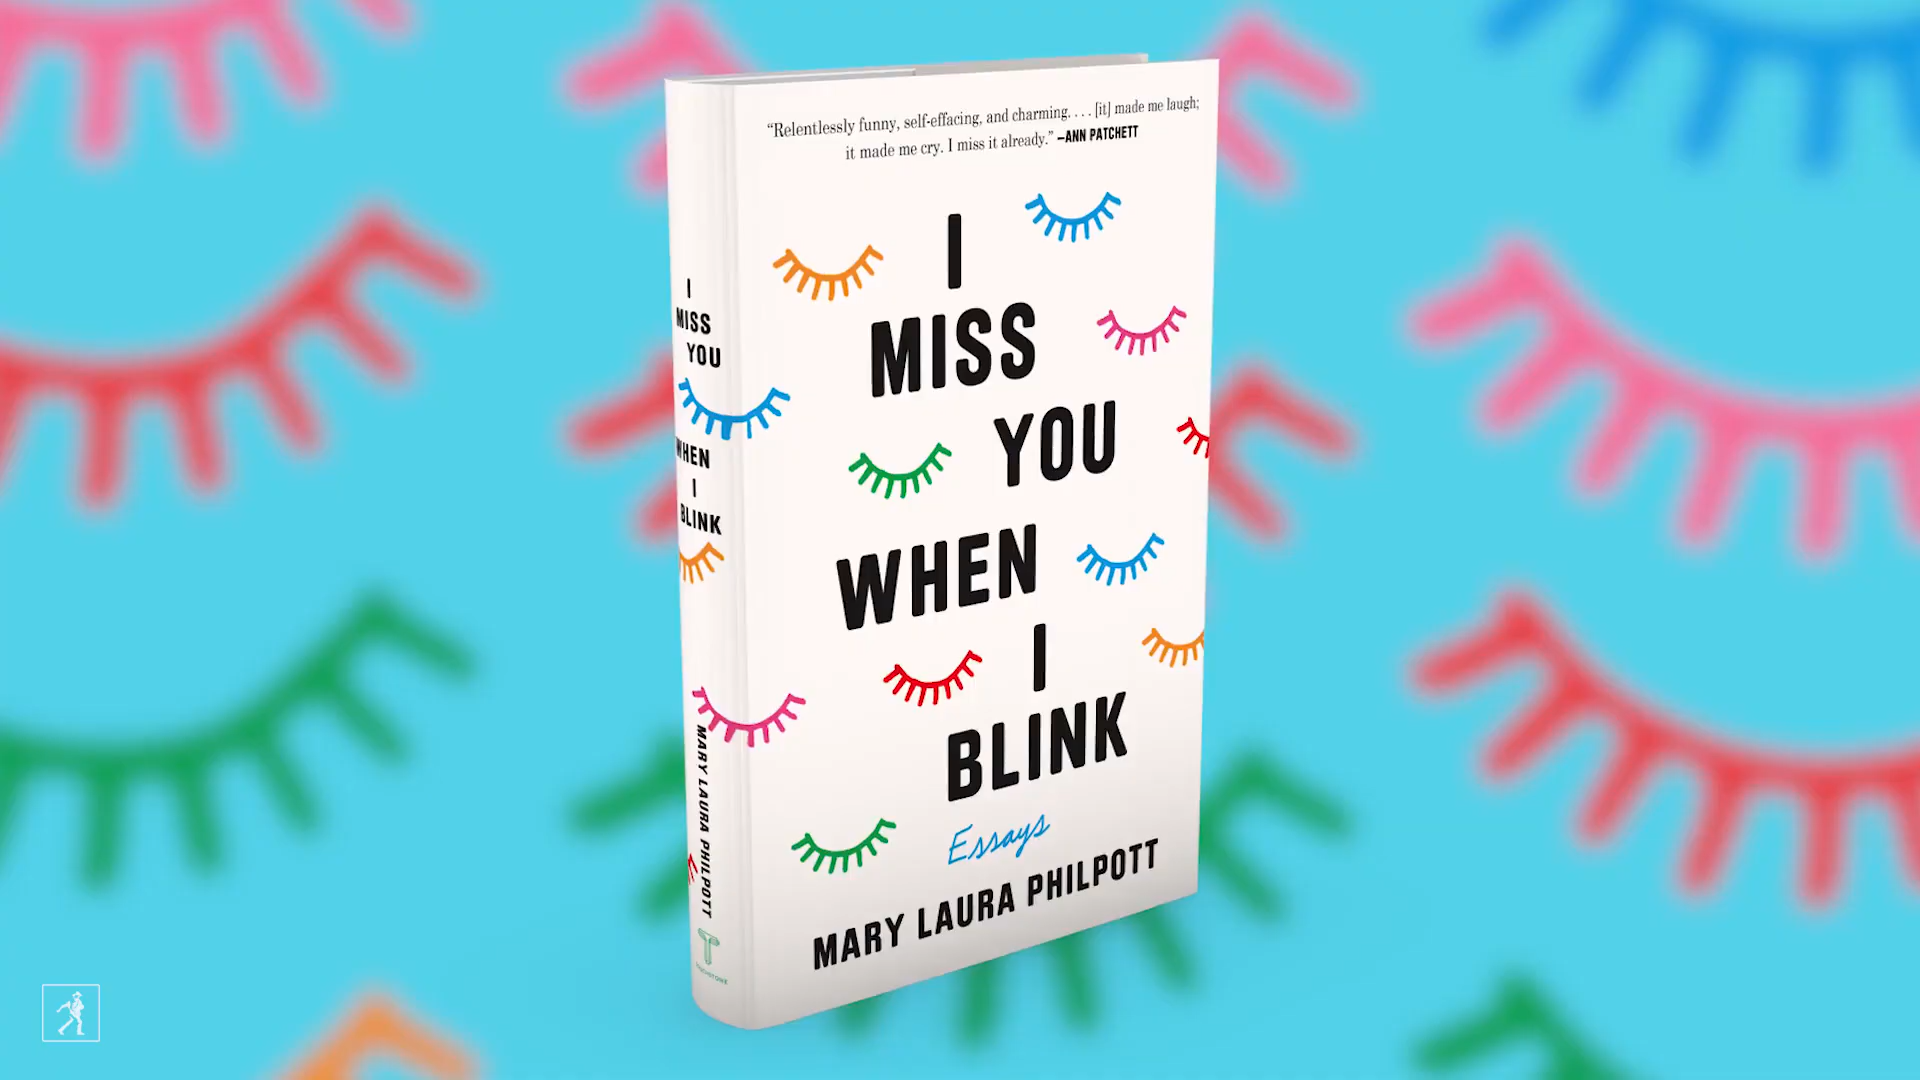 “Relentlessly funny, self-effacing, and charming. . . . [it] made me laugh;
it made me cry. I miss it already.” –ANN PATCHETT
I
MISS
YOU
WHEN
I
BLINK
Essays
MARY LAURA PHILPOTT
I
MISS
YOU
WHEN
I
BLINK
MARY LAURA PHILPOTT
T
TOUCHSTONE